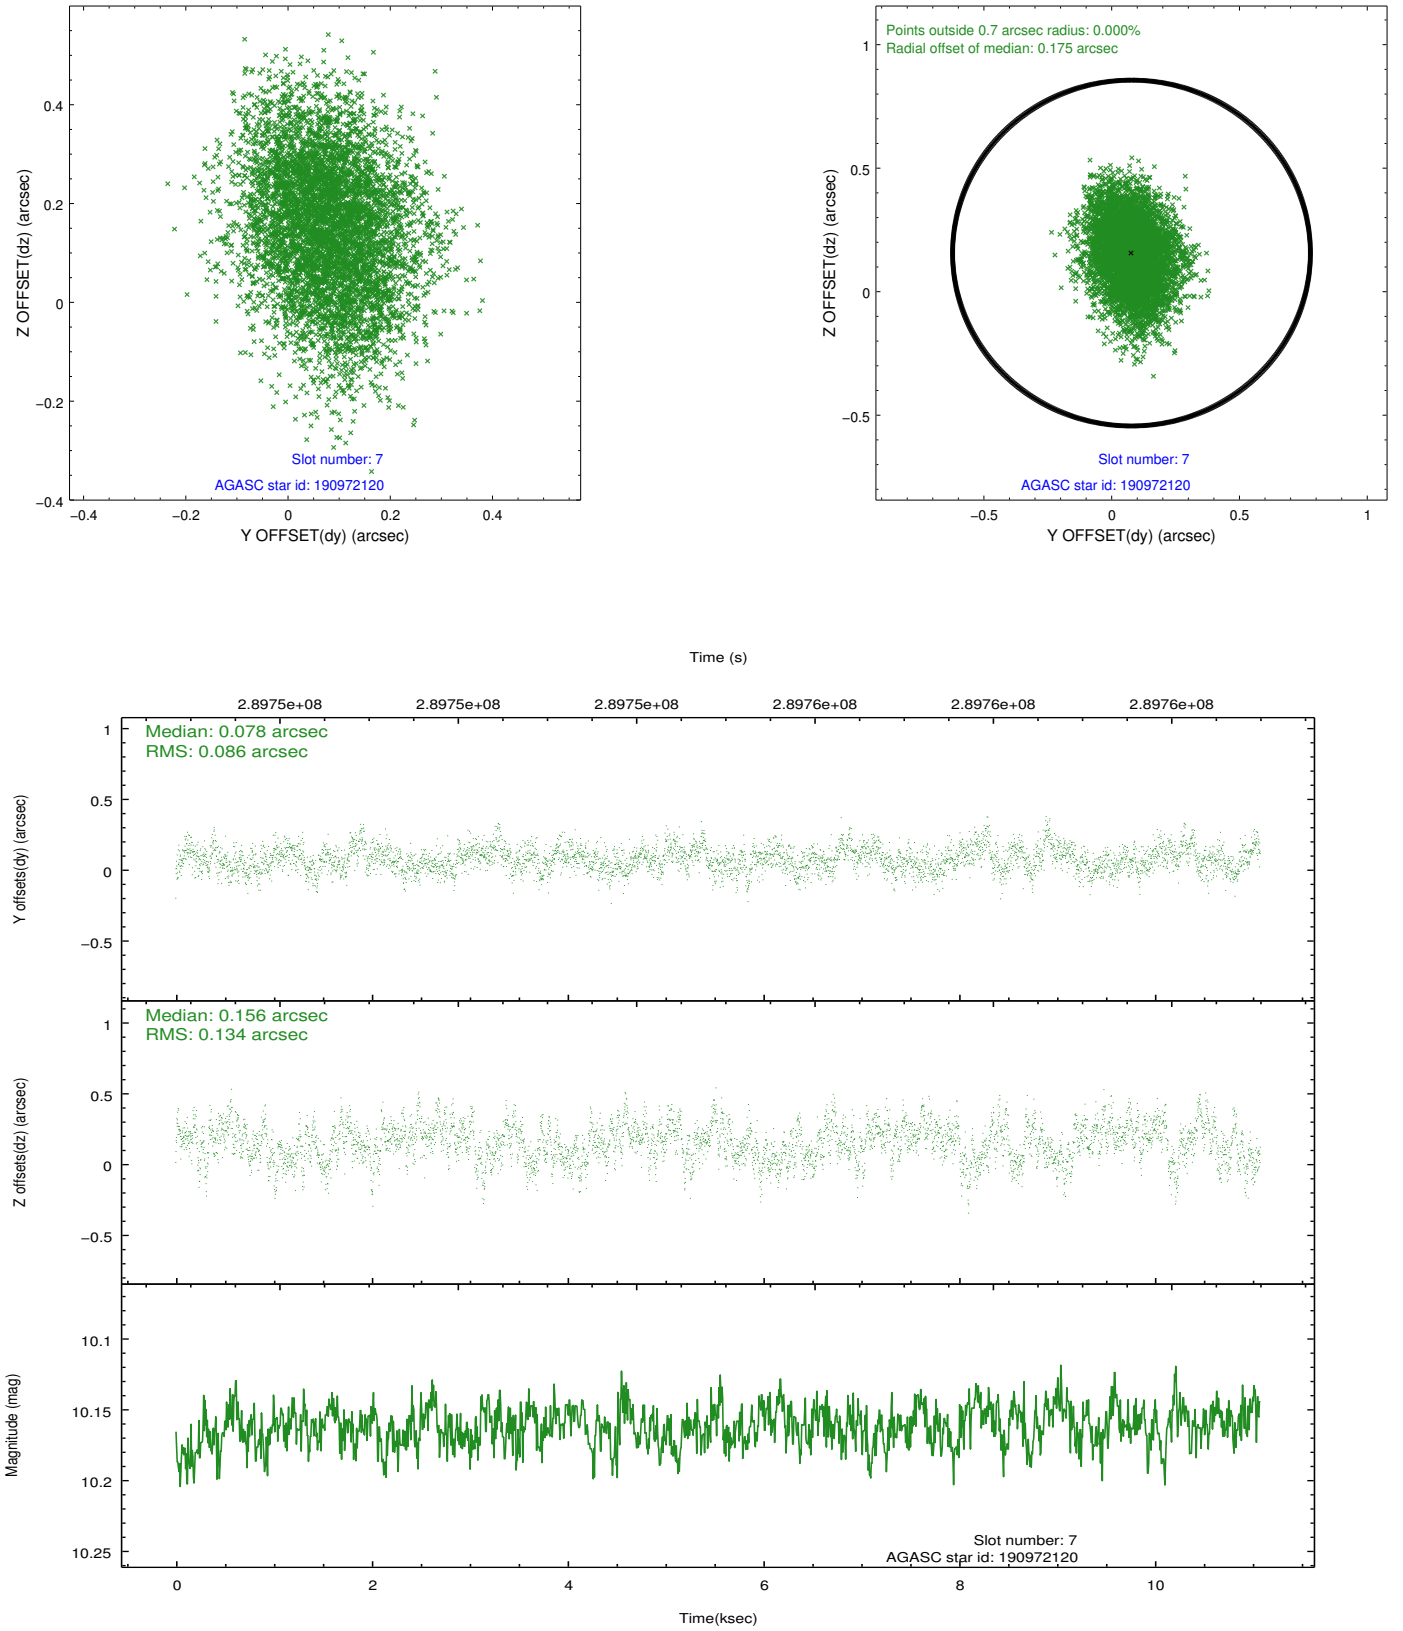 0.4
0.2
0
−0.2
−0.4
Z OFFSET(dz) (arcsec)
Slot number: 7
AGASC star id: 190972120
−0.4 −0.2 0 0.2 0.4
Y OFFSET(dy) (arcsec)
Points outside 0.7 arcsec radius: 0.000%
Radial offset of median: 0.175 arcsec
1
0.5
0
−0.5
Z OFFSET(dz) (arcsec)
Slot number: 7
AGASC star id: 190972120
−0.5 0 0.5 1
Y OFFSET(dy) (arcsec)
Time (s)
2.8975e+08 2.8975e+08 2.8975e+08 2.8976e+08 2.8976e+08 2.8976e+08
Median: 0.078 arcsec
RMS: 0.086 arcsec
1
0.5
0
−0.5
Y offsets(dy) (arcsec)
Median: 0.156 arcsec
RMS: 0.134 arcsec
1
0.5
0
−0.5
Z offsets(dz) (arcsec)
10.1
10.15
10.2
10.25
Magnitude (mag)
Slot number: 7
AGASC star id: 190972120
0 2 4 6 8 10
Time(ksec)